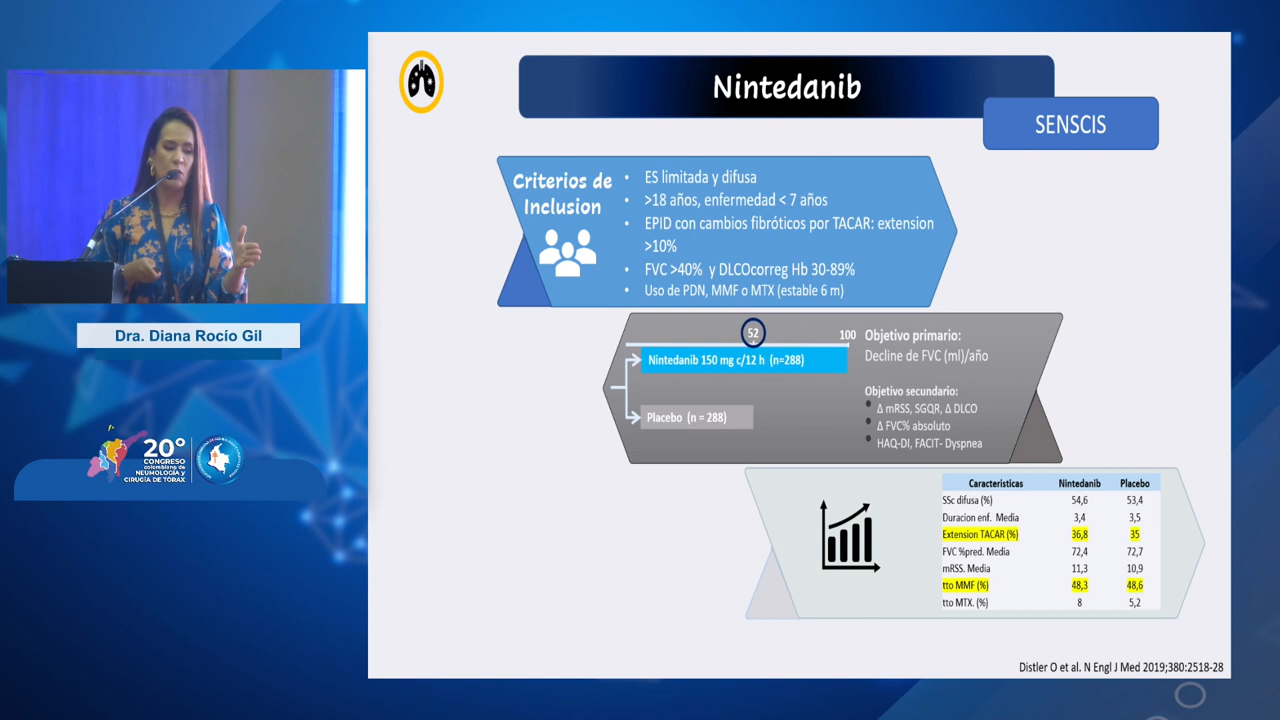 Nintedanib
SENSCIS
Criterios de
Inclusion
• ES limitada y difusa
• >18 años, enfermedad < 7 años
• EPID con cambios fibróticos por TACAR: extension
>10%
• FVC >40% y DLCOcorreg Hb 30-89%
• Uso de PDN, MMF o MTX (estable 6 m)
52
100
Nintedanib 150 mg c/12 h (n=288)
Placebo (n = 288)
Objetivo primario:
Decline de FVC (ml)/año
Objetivo secundario:
• Δ mRSS, SGQR, Δ DLCO
• Δ FVC% absoluto
• HAQ-DI, FACIT- Dyspnea
Caracteristicas Nintedanib Placebo
SSc difusa (%) 54,6 53,4
Duracion enf. Media 3,4 3,5
Extension TACAR (%) 36,8 35
FVC %pred. Media 72,4 72,7
mRSS. Media 11,3 10,9
tto MMF (%) 48,3 48,6
tto MTX. (%) 8 5,2
Distler O et al. N Engl J Med 2019;380:2518-28
Dra. Diana Rocío Gil
20°
CONGRESO
colombiano de
NEUMOLOGÍA y
CIRUGÍA DE TÓRAX